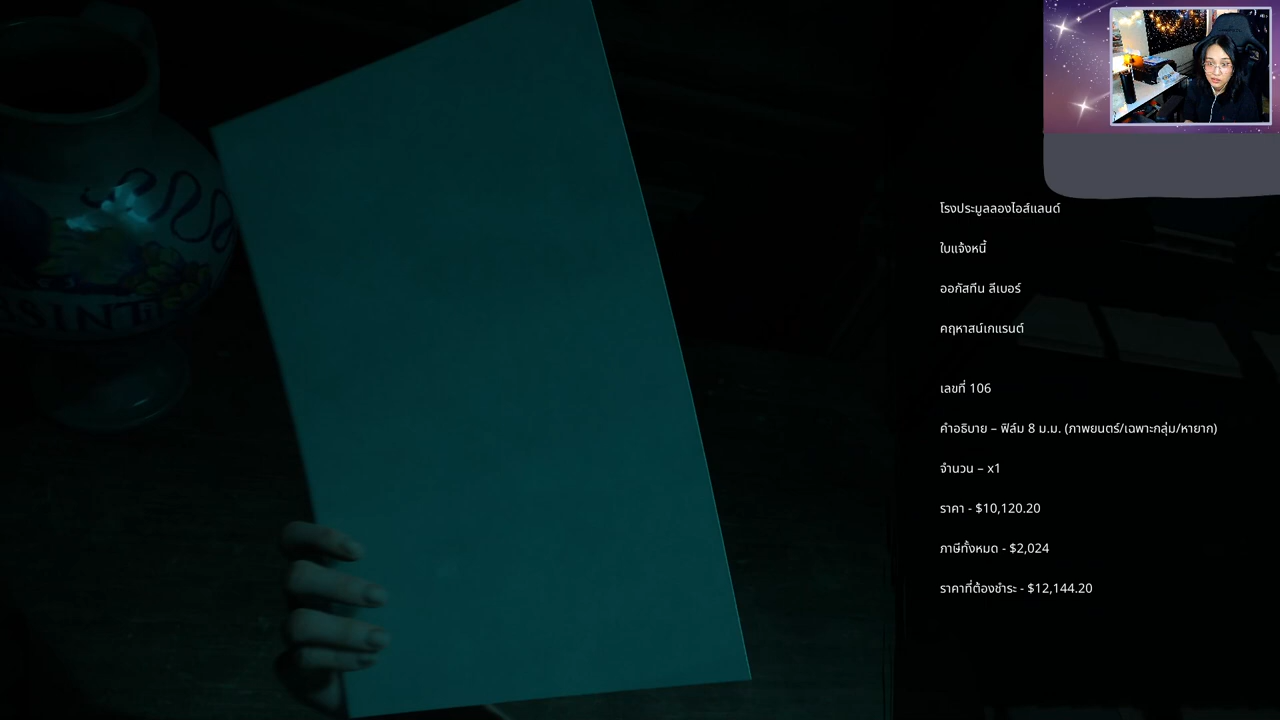 โรงประมูลลองไอส์แลนด์
ใบแจ้งหนี้
ออกัสทีน ลีเบอร์
คฤหาสน์เกแรนต์
เลขที่ 106
คำอธิบาย – ฟิล์ม 8 ม.ม. (ภาพยนตร์/เฉพาะกลุ่ม/หายาก)
จำนวน – x1
ราคา - $10,120.20
ภาษีทั้งหมด - $2,024
ราคาที่ต้องชำระ - $12,144.20